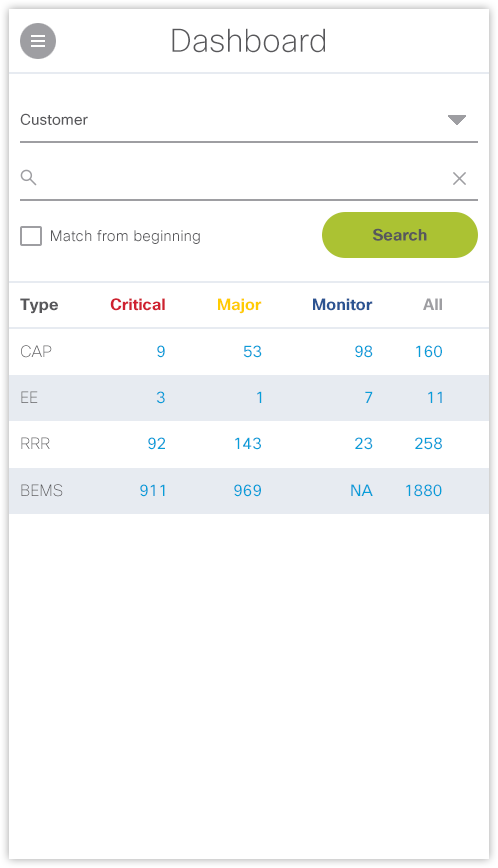 Dashboard
Customer
Match from beginning
Search
Type Critical Major Monitor All
CAP 9 53 98 160
EE 3 1 7 11
RRR 92 143 23 258
BEMS 911 969 NA 1880